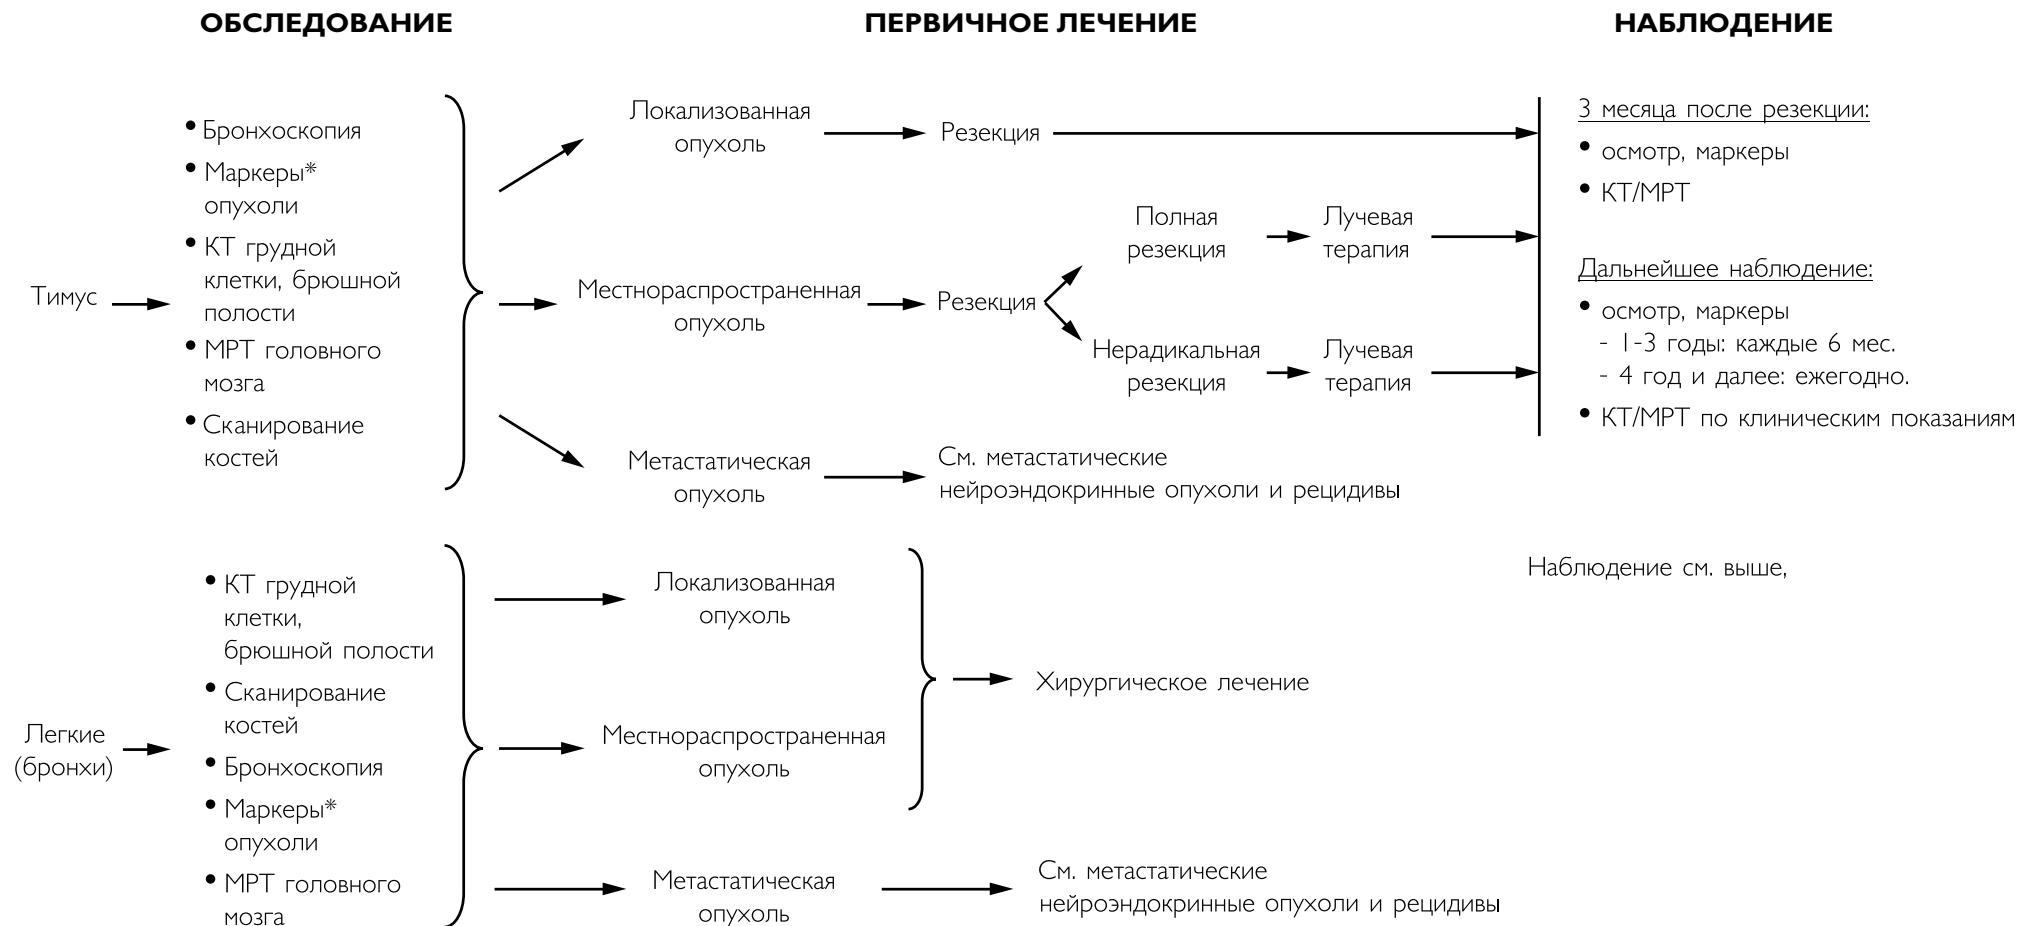 ОБСЛЕДОВАНИЕ
ПЕРВИЧНОЕ ЛЕЧЕНИЕ
НАБЛЮДЕНИЕ
Тимус
• Бронхоскопия
• Маркеры*
опухоли
• КТ грудной
клетки, брюшной
полости
• МРТ головного
мозга
• Сканирование
костей
Локализованная
опухоль
Резекция
Местнораспространенная
опухоль
Резекция
Полная
резекция
Лучевая
терапия
Нерадикальная
резекция
Лучевая
терапия
Метастатическая
опухоль
См. метастатические
нейроэндокринные опухоли и рецидивы
3 месяца после резекции:
• осмотр, маркеры
• КТ/МРТ
Дальнейшее наблюдение:
• осмотр, маркеры
- 1-3 годы: каждые 6 мес.
- 4 год и далее: ежегодно.
• КТ/МРТ по клиническим показаниям
Легкие
(бронхи)
• КТ грудной
клетки,
брюшной полости
• Сканирование
костей
• Бронхоскопия
• Маркеры*
опухоли
• МРТ головного
мозга
Локализованная
опухоль
Местнораспространенная
опухоль
Хирургическое лечение
Метастатическая
опухоль
См. метастатические
нейроэндокринные опухоли и рецидивы
Наблюдение см. выше,